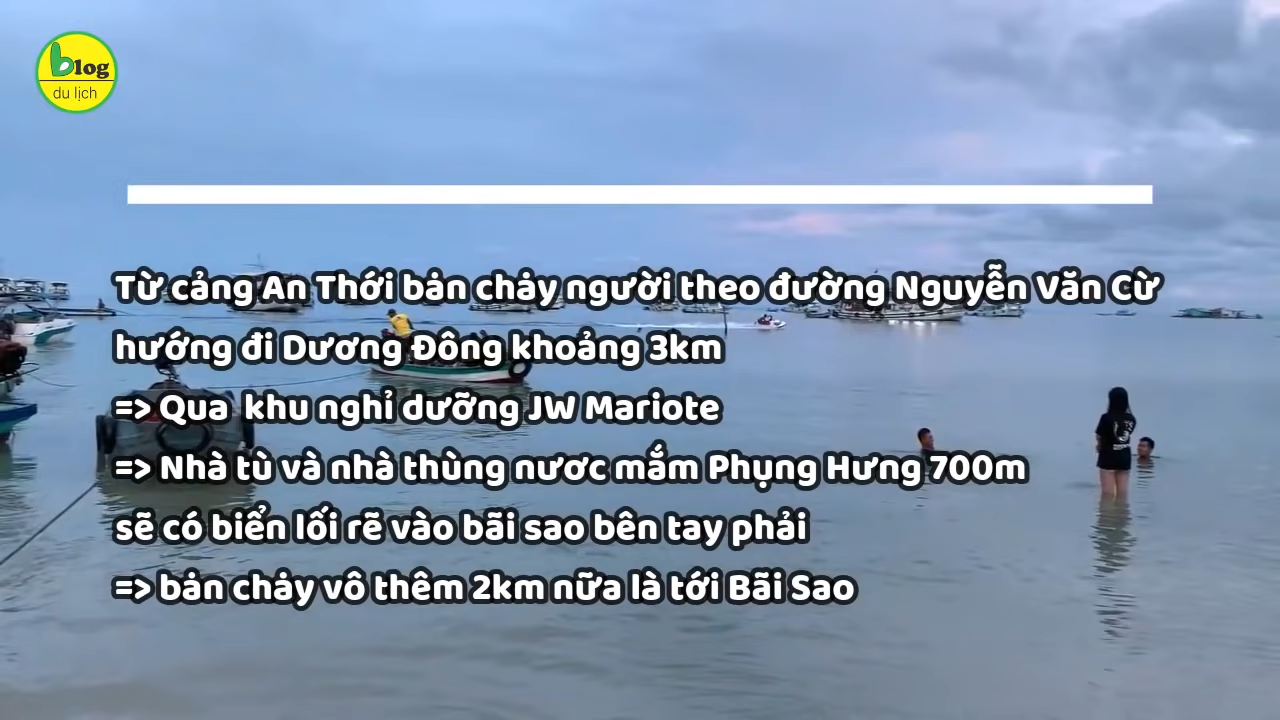 blog
du lịch
Từ cảng An Thới bản chảy người theo đường Nguyễn Văn Cừ
hướng đi Dương Đông khoảng 3km
=> Qua khu nghỉ dưỡng JW Mariote
=> Nhà tù và nhà thùng nươc mắm Phụng Hưng 700m
sẽ có biển lối rẽ vào bãi sao bên tay phải
=> bản chảy vô thêm 2km nữa là tới Bãi Sao